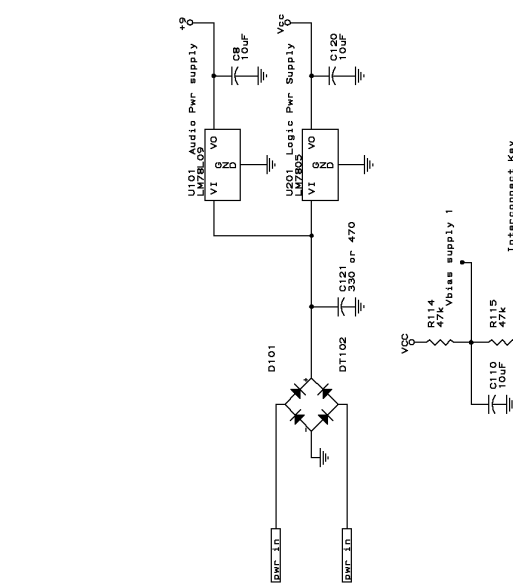 +9
Audio Pwr supply
U101
LM78L09
VI
GND
VO
C8
10uF
Vcc
Logic Pwr Supply
U201
LM7805
VI
GND
VO
C120
10uF
C121
330 or 470
D101
DT102
+
-
pwr in
pwr in
Vbias supply 1
VCC
R114
47k
R115
47k
C110
10uF
Interconnect Key